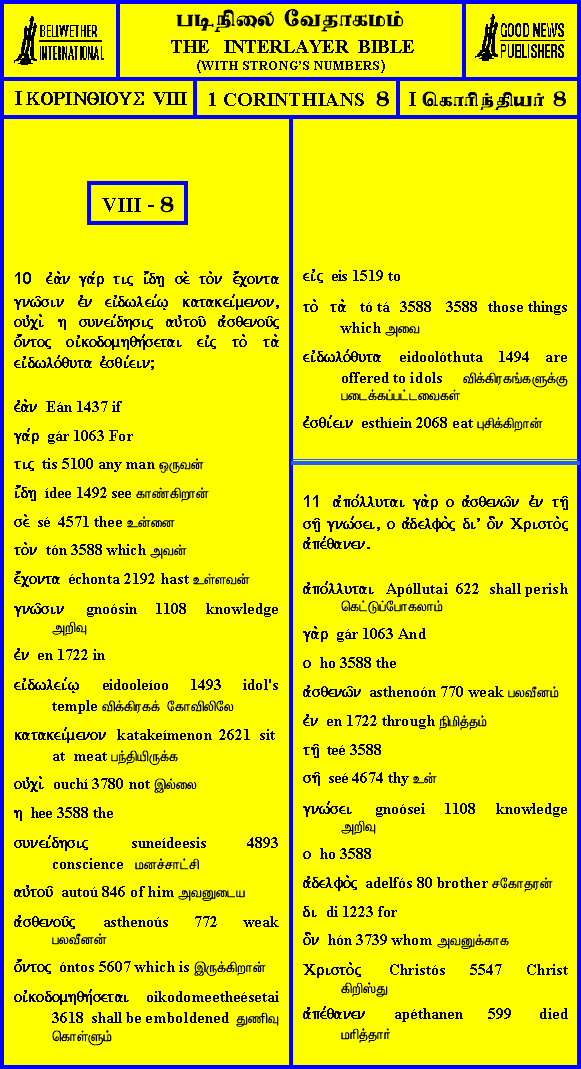 BELLWETHER
INTERNATIONAL
படிநிலை வேதாகமம்
THE INTERLAYER BIBLE
(WITH STRONG'S NUMBERS)
GOOD NEWS
PUBLISHERS
I ΚΟΡΙΝΘΙΟΥΣ VIII
1 CORINTHIANS 8
I கொரிந்தியர் 8
VIII - 8
10 ἐὰν γάρ τις ἴδῃ σὲ τὸν ἔχοντα
γνῶσιν ἐν εἰδωλείῳ κατακείμενον,
οὐχὶ η συνείδησις αὐτοῦ ἀσθενοῦς
ὄντος οἰκοδομηθήσεται εἰς τὸ τὰ
εἰδωλόθυτα ἐσθίειν;
ἐὰν Eán 1437 if
γάρ gár 1063 For
τις tis 5100 any man ஒருவன்
ἴδῃ ídee 1492 see காண்கிறான்
σὲ sé 4571 thee உன்னை
τὸν tón 3588 which அவன்
ἔχοντα échonta 2192 hast உள்ளவன்
γνῶσιν gnoósin 1108 knowledge
அறிவு
ἐν en 1722 in
εἰδωλείῳ eidooleíoo 1493 idol's
temple விக்கிரகக் கோவிலிலே
κατακείμενον katakeímenon 2621 sit
at meat பந்தியிருக்க
οὐχὶ ouchí 3780 not இல்லை
η hee 3588 the
συνείδησις suneídeesis 4893
conscience மனச்சாட்சி
αὐτοῦ autoú 846 of him அவனுடைய
ἀσθενοῦς asthenoús 772 weak
பலவீனன்
ὄντος óntos 5607 which is இருக்கிறான்
οἰκοδομηθήσεται oikodomeetheésetai
3618 shall be emboldened துணிவு
கொள்ளும்
εἰς eis 1519 to
τὸ τὰ tó tá 3588 3588 those things
which அவை
εἰδωλόθυτα eidoolóthuta 1494 are
offered to idols விக்கிரகங்களுக்கு
படைக்கப்பட்டவைகள்
ἐσθίειν esthíein 2068 eat புசிக்கிறான்
11 ἀπόλλυται γὰρ ο ἀσθενῶν ἐν τῇ
σῇ γνώσει, ο ἀδελφὸς δι' ὃν Χριστὸς
ἀπέθανεν.
ἀπόλλυται Apóllutai 622 shall perish
கெட்டுப்போகலாம்
γὰρ gár 1063 And
ο ho 3588 the
ἀσθενῶν asthenoón 770 weak பலவீனம்
ἐν en 1722 through நிமித்தம்
τῇ teé 3588
σῇ seé 4674 thy உன்
γνώσει gnoósei 1108 knowledge
அறிவு
ο ho 3588
ἀδελφὸς adelfós 80 brother சகோதரன்
δι di 1223 for
ὃν hón 3739 whom அவனுக்காக
Χριστὸς Christós 5547 Christ
கிறிஸ்து
ἀπέθανεν apéthanen 599 died
மரித்தார்